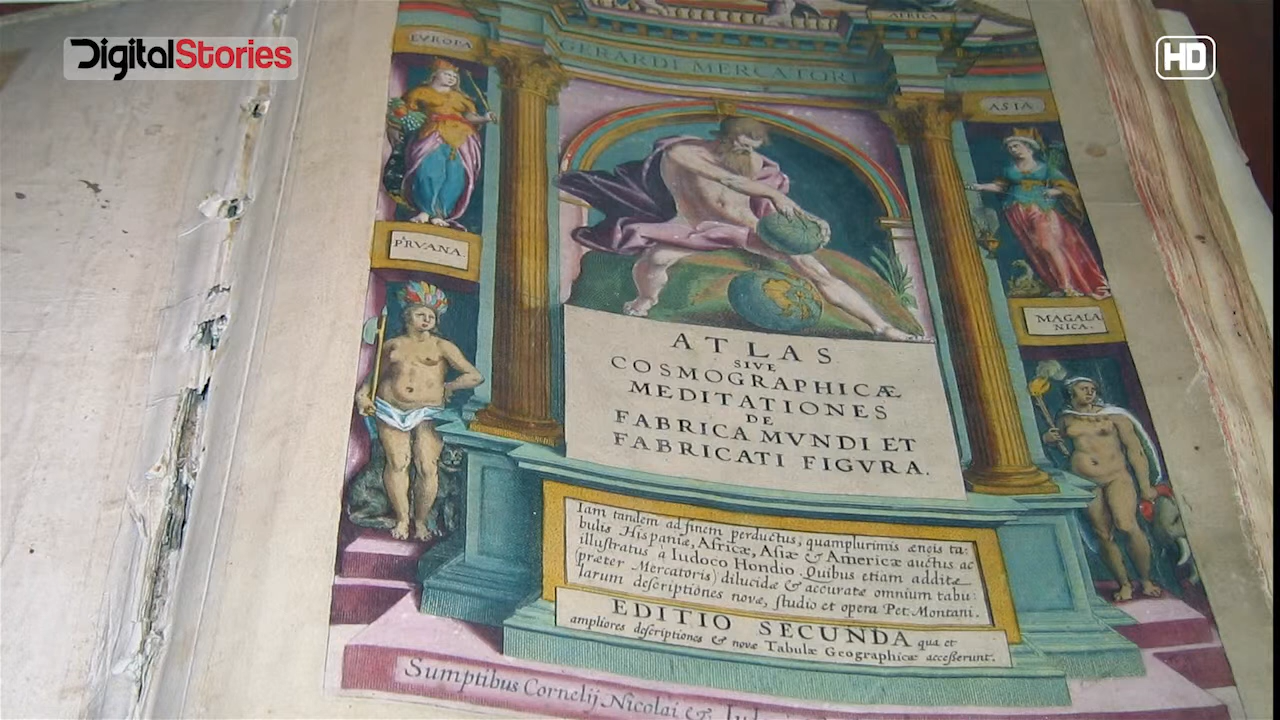 DigitalStories
HD
EVROPA
AFRICA
GERARDI MERCATORI
ASIA
P'RVANA.
MAGALA
NICA.
ATLAS
SIVE
COSMOGRAPHICÆ
MEDITATIONES
DE
FABRICA MVNDI ET
FABRICATI FIGVRA.
Iam tandem ad finem perductus, quamplurimis æneis ta:
bulis Hispaniæ, Africæ, Asiæ & Americæ auctus ac
illustratus à Iudoco Hondio. Quibus etiam additæ
(præter Mercatoris) dilucidæ & accuratæ omnium tabu:
larum descriptiones novæ, studio et opera Pet. Montani.
EDITIO SECUNDA qua et
ampliores descriptiones & novæ Tabulæ Geographicæ accesserunt.
Sumptibus Cornelij Nicolai &